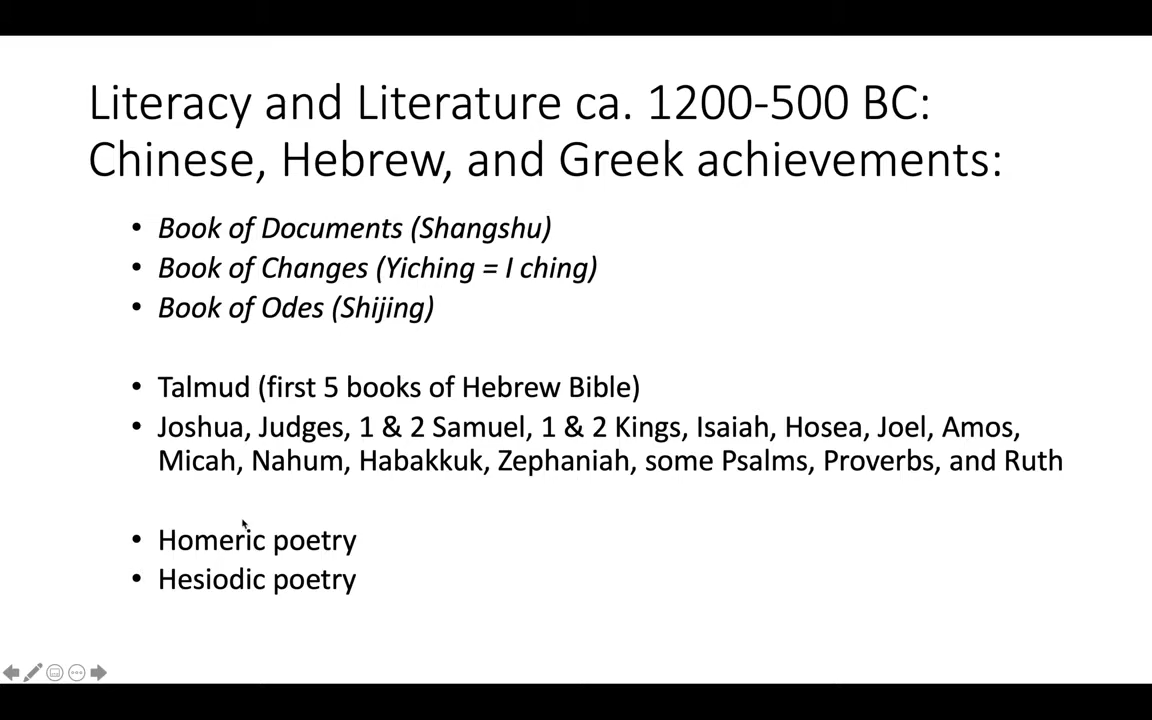 Literacy and Literature ca. 1200-500 BC:
Chinese, Hebrew, and Greek achievements:
• Book of Documents (Shangshu)
• Book of Changes (Yiching = I ching)
• Book of Odes (Shijing)
• Talmud (first 5 books of Hebrew Bible)
• Joshua, Judges, 1 & 2 Samuel, 1 & 2 Kings, Isaiah, Hosea, Joel, Amos,
Micah, Nahum, Habakkuk, Zephaniah, some Psalms, Proverbs, and Ruth
• Homeric poetry
• Hesiodic poetry